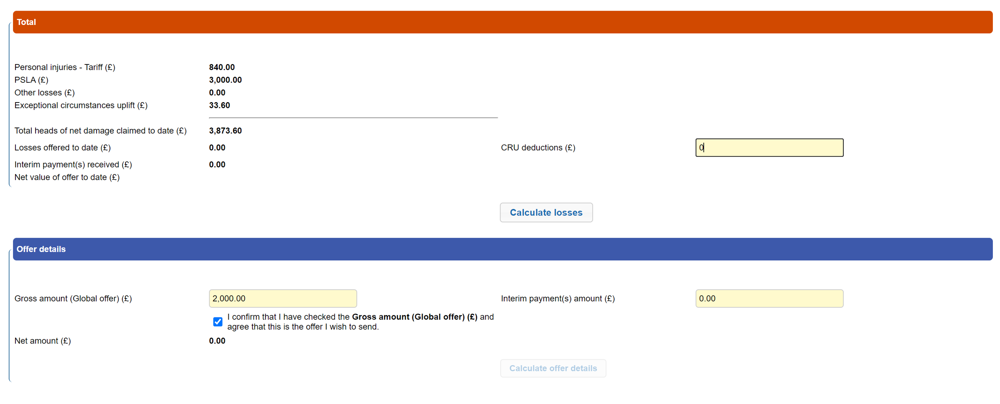 Total
Personal injuries - Tariff (£) 840.00
PSLA (£) 3,000.00
Other losses (£) 0.00
Exceptional circumstances uplift (£) 33.60
Total heads of net damage claimed to date (£) 3,873.60
Losses offered to date (£) 0.00 CRU deductions (£) 0
Interim payment(s) received (£) 0.00
Net value of offer to date (£)
Calculate losses
Offer details
Gross amount (Global offer) (£) 2,000.00 Interim payment(s) amount (£) 0.00
I confirm that I have checked the Gross amount (Global offer) (£) and
agree that this is the offer I wish to send.
Net amount (£) 0.00
Calculate offer details